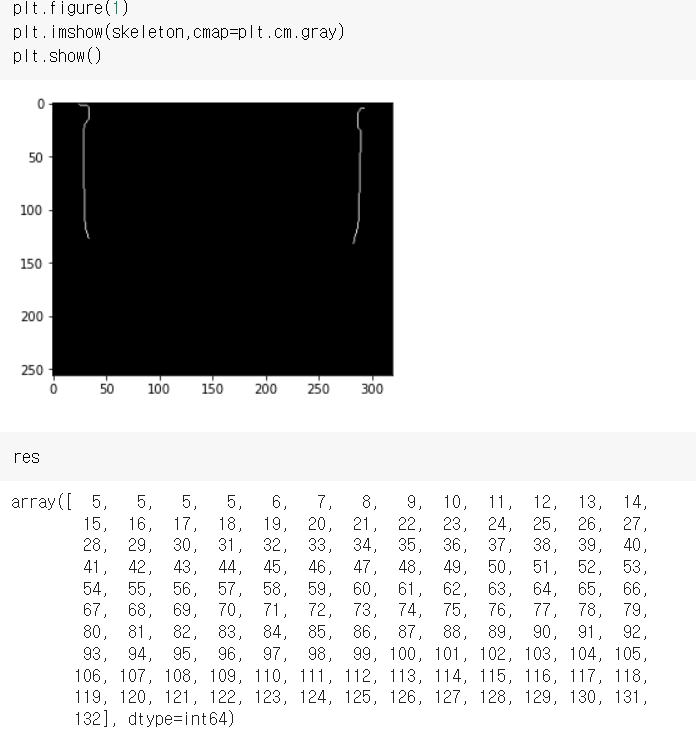 plt.figure(1)
plt.imshow(skeleton,cmap=plt.cm.gray)
plt.show()
0
50
100
150
200
250
0 50 100 150 200 250 300
res
array([ 5, 5, 5, 5, 6, 7, 8, 9, 10, 11, 12, 13, 14,
15, 16, 17, 18, 19, 20, 21, 22, 23, 24, 25, 26, 27,
28, 29, 30, 31, 32, 33, 34, 35, 36, 37, 38, 39, 40,
41, 42, 43, 44, 45, 46, 47, 48, 49, 50, 51, 52, 53,
54, 55, 56, 57, 58, 59, 60, 61, 62, 63, 64, 65, 66,
67, 68, 69, 70, 71, 72, 73, 74, 75, 76, 77, 78, 79,
80, 81, 82, 83, 84, 85, 86, 87, 88, 89, 90, 91, 92,
93, 94, 95, 96, 97, 98, 99, 100, 101, 102, 103, 104, 105,
106, 107, 108, 109, 110, 111, 112, 113, 114, 115, 116, 117, 118,
119, 120, 121, 122, 123, 124, 125, 126, 127, 128, 129, 130, 131,
132], dtype=int64)